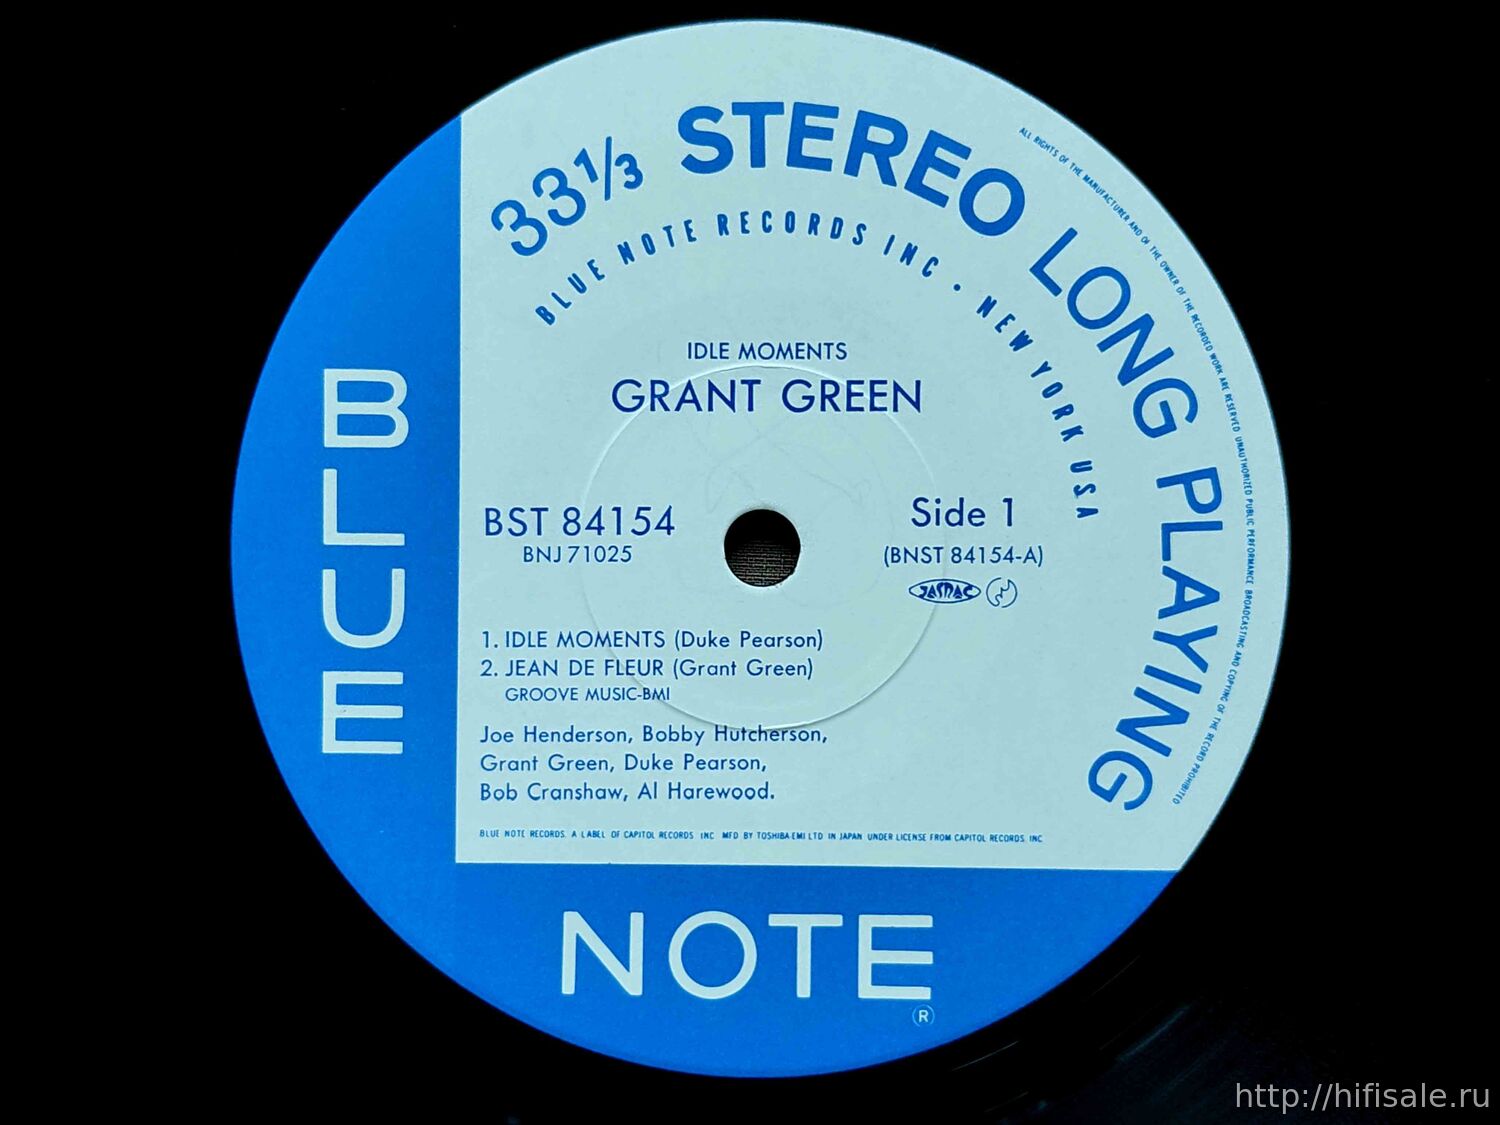 33⅓ STEREO LONG PLAYING
BLUE NOTE RECORDS INC · NEW YORK USA
ALL RIGHTS OF THE MANUFACTURER AND OF THE OWNER OF THE RECORDED WORK ARE RESERVED UNAUTHORIZED PUBLIC PERFORMANCE BROADCASTING AND COPYING OF THE RECORD PROHIBITED
IDLE MOMENTS
GRANT GREEN
BST 84154
BNJ 71025
Side 1
(BNST 84154-A)
JASRAC
1. IDLE MOMENTS (Duke Pearson)
2. JEAN DE FLEUR (Grant Green)
GROOVE MUSIC-BMI
Joe Henderson, Bobby Hutcherson,
Grant Green, Duke Pearson,
Bob Cranshaw, Al Harewood.
BLUE NOTE RECORDS. A LABEL OF CAPITOL RECORDS INC MFD BY TOSHIBA-EMI LTD IN JAPAN UNDER LICENSE FROM CAPITOL RECORDS. INC
BLUE
NOTE
®
http://hifisale.ru